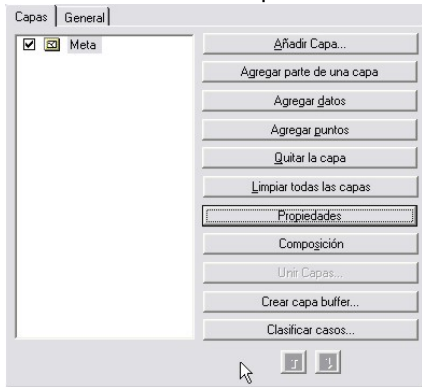 Capas General
Meta
Añadir Capa...
Agregar parte de una capa
Agregar datos
Agregar puntos
Quitar la capa
Limpiar todas las capas
Propiedades
Composición
Unir Capas...
Crear capa buffer...
Clasificar casos...